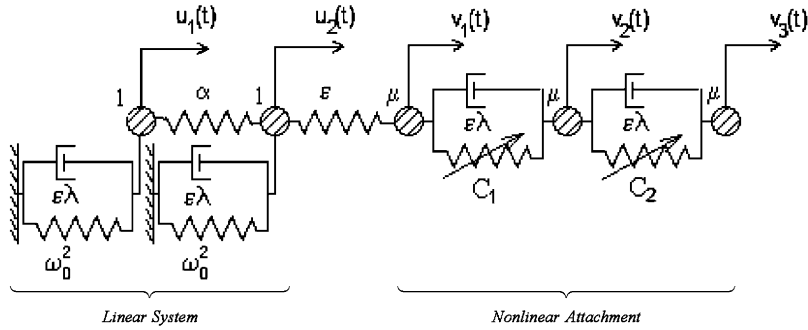 u₁(t) u₂(t) v₁(t) v₂(t) v₃(t)
1 α 1 ε μ μ μ
ελ ελ
C₁ C₂
ελ ελ
ω₀² ω₀²
Linear System Nonlinear Attachment